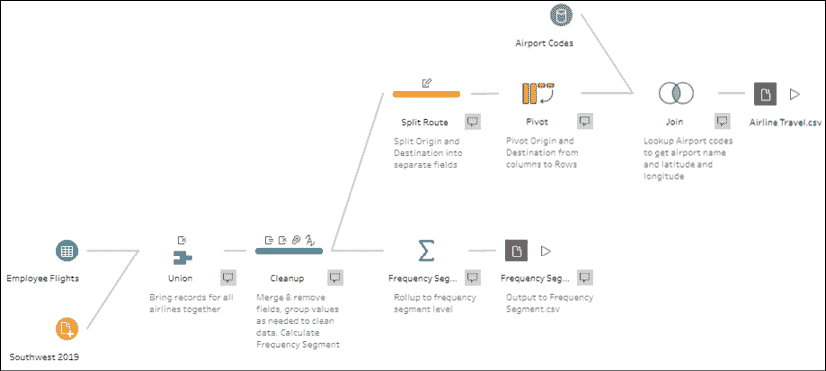 Airport Codes
Split Route
Split Origin and
Destination into
separate fields
Pivot
Pivot Origin and
Destination from
columns to Rows
Join
Lookup Airport codes
to get airport name
and latitude and
longitude
Airline Travel.csv
Employee Flights
Southwest 2019
Union
Bring records for all
airlines together
Cleanup
Merge & remove
fields, group values
as needed to clean
data. Calculate
Frequency Segment
Frequency Seg...
Rollup to frequency
segment level
Frequency Seg...
Output to Frequency
Segment.csv